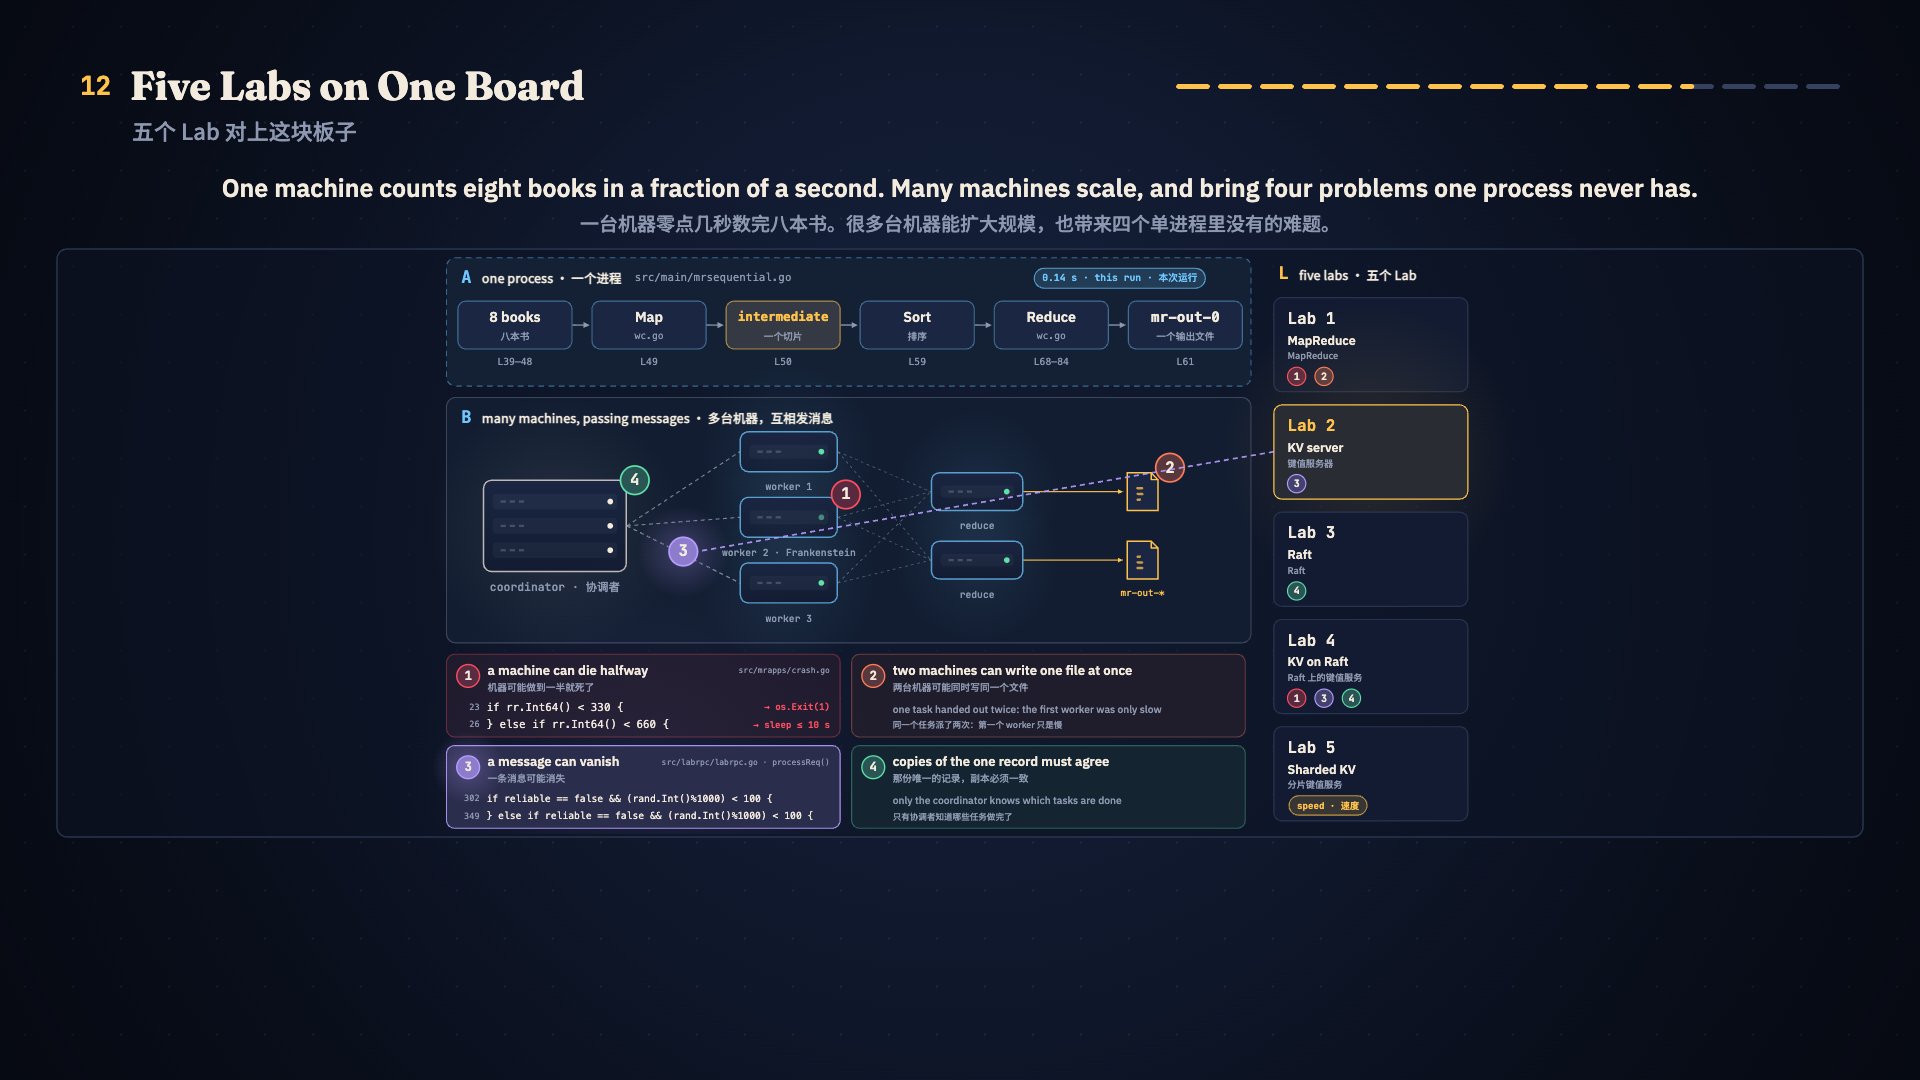 12 Five Labs on One Board
五个 Lab 对上这块板子
One machine counts eight books in a fraction of a second. Many machines scale, and bring four problems one process never has.
一台机器零点几秒数完八本书。很多台机器能扩大规模，也带来四个单进程里没有的难题。
A one process • 一个进程 src/main/mrsequential.go
0.14 s · this run · 本次运行
8 books
八本书
L39–48
Map
wc.go
L49
intermediate
一个切片
L50
Sort
排序
L59
Reduce
wc.go
L68–84
mr-out-0
一个输出文件
L61
B many machines, passing messages • 多台机器，互相发消息
4
coordinator · 协调者
3
worker 1
1
worker 2 · Frankenstein
worker 3
reduce
reduce
2
mr-out-*
1 a machine can die halfway src/mrapps/crash.go
机器可能做到一半就死了
23 if rr.Int64() < 330 { → os.Exit(1)
26 } else if rr.Int64() < 660 { → sleep ≤ 10 s
2 two machines can write one file at once
两台机器可能同时写同一个文件
one task handed out twice: the first worker was only slow
同一个任务派了两次：第一个 worker 只是慢
3 a message can vanish src/labrpc/labrpc.go · processReq()
一条消息可能消失
302 if reliable == false && (rand.Int()%1000) < 100 {
349 } else if reliable == false && (rand.Int()%1000) < 100 {
4 copies of the one record must agree
那份唯一的记录，副本必须一致
only the coordinator knows which tasks are done
只有协调者知道哪些任务做完了
L five labs • 五个 Lab
Lab 1
MapReduce
MapReduce
1 2
Lab 2
KV server
键值服务器
3
Lab 3
Raft
Raft
4
Lab 4
KV on Raft
Raft 上的键值服务
1 3 4
Lab 5
Sharded KV
分片键值服务
speed · 速度